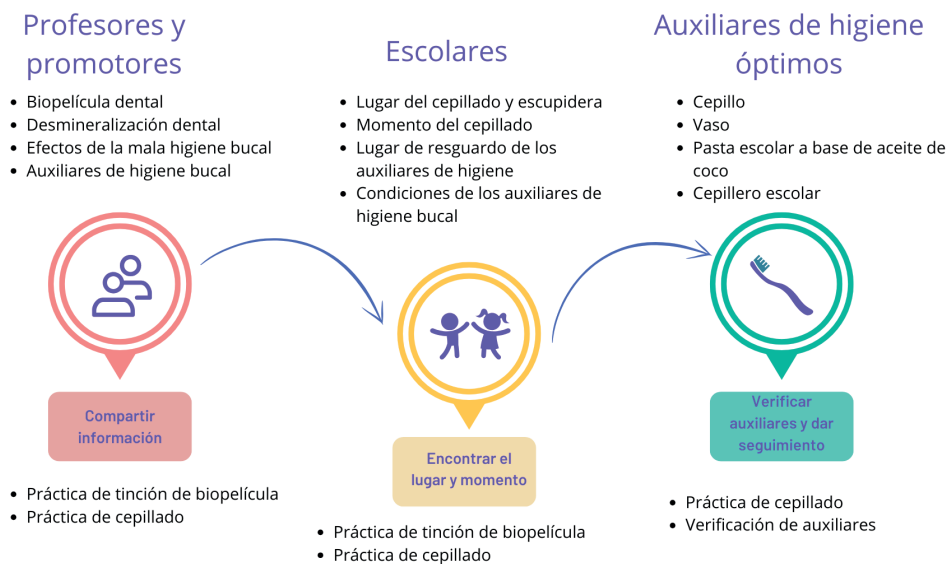 Profesores y
promotores
• Biopelícula dental
• Desmineralización dental
• Efectos de la mala higiene bucal
• Auxiliares de higiene bucal
Compartir
información
• Práctica de tinción de biopelícula
• Práctica de cepillado
Escolares
• Lugar del cepillado y escupidera
• Momento del cepillado
• Lugar de resguardo de los
auxiliares de higiene
• Condiciones de los auxiliares de
higiene bucal
Encontrar el
lugar y momento
• Práctica de tinción de biopelícula
• Práctica de cepillado
Auxiliares de higiene
óptimos
• Cepillo
• Vaso
• Pasta escolar a base de aceite de
coco
• Cepillero escolar
Verificar
auxiliares y dar
seguimiento
• Práctica de cepillado
• Verificación de auxiliares